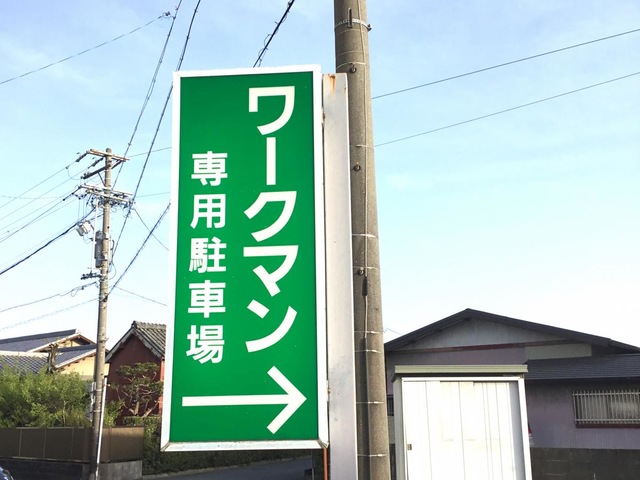 ワークマン
専用駐車場
→